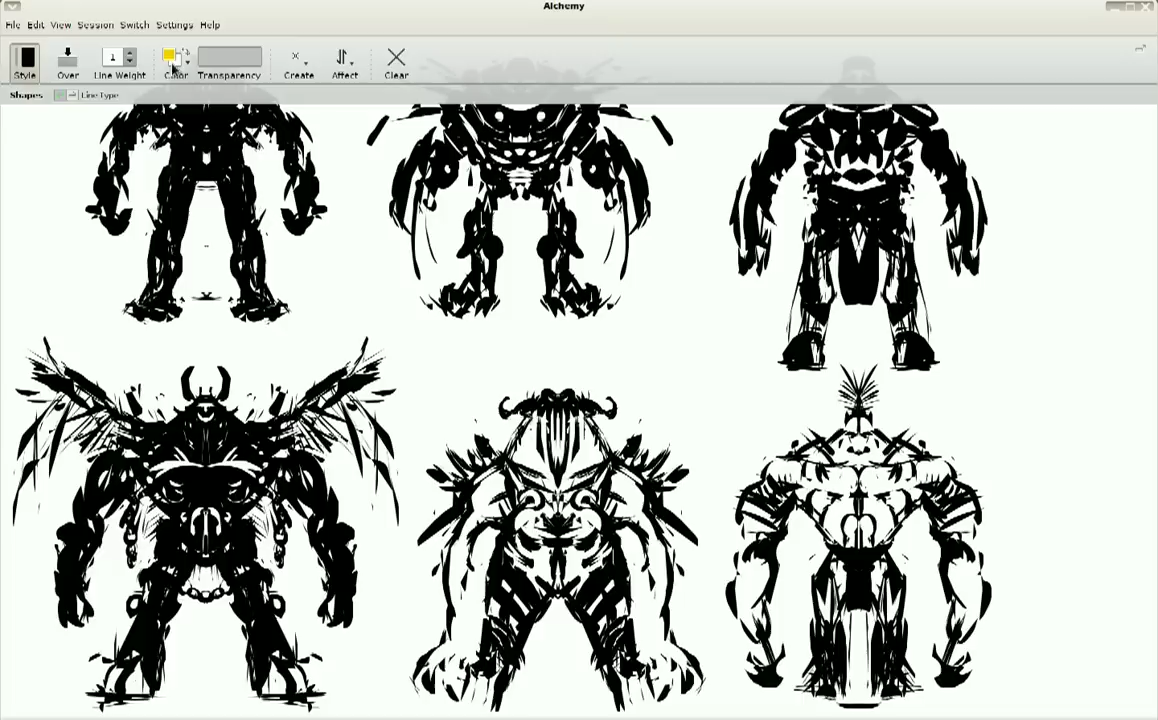 Alchemy
File Edit View Session Switch Settings Help
1
Style Over Line Weight Color Transparency Create Affect Clear
Shapes Line Type